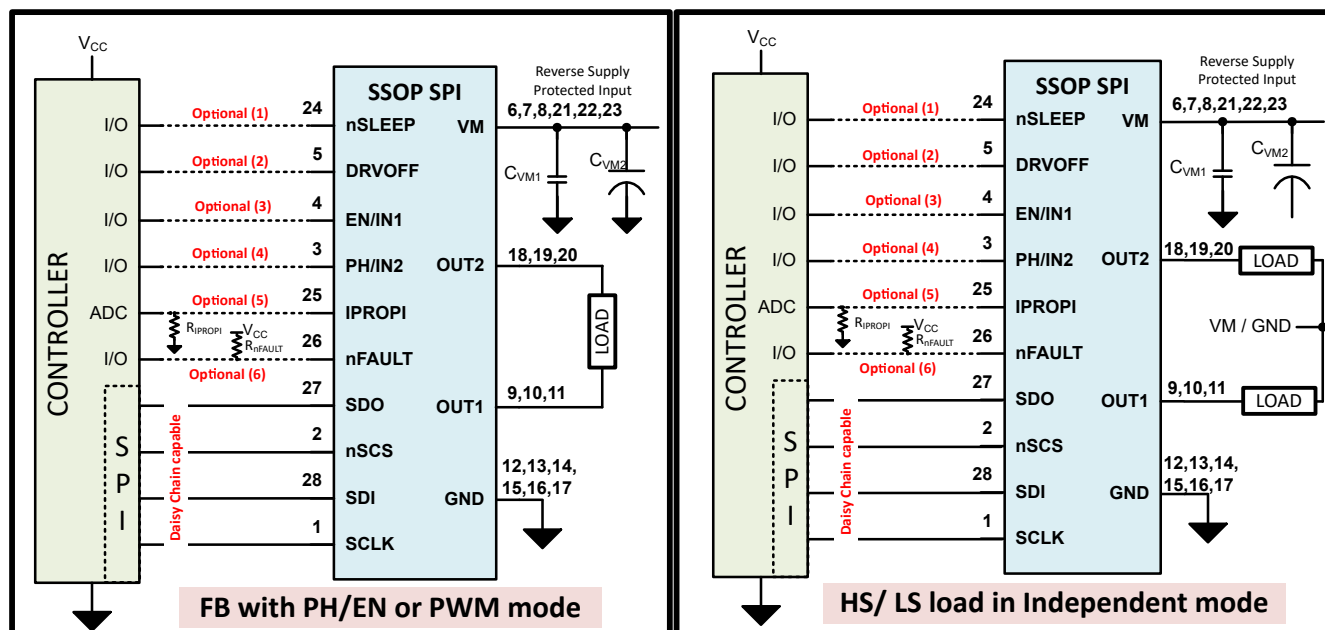 VCC
CONTROLLER
I/O
I/O
I/O
I/O
ADC
I/O
SPI
Optional (1)
Optional (2)
Optional (3)
Optional (4)
Optional (5)
RIPROPI
VCC
RnFAULT
Optional (6)
Daisy Chain capable
24
5
4
3
25
26
27
2
28
1
SSOP SPI
nSLEEP
DRVOFF
EN/IN1
PH/IN2
IPROPI
nFAULT
SDO
nSCS
SDI
SCLK
VM
OUT2
OUT1
GND
Reverse Supply
Protected Input
6,7,8,21,22,23
CVM1
CVM2
18,19,20
LOAD
9,10,11
12,13,14,
15,16,17
FB with PH/EN or PWM mode
VCC
CONTROLLER
I/O
I/O
I/O
I/O
ADC
I/O
SPI
Optional (1)
Optional (2)
Optional (3)
Optional (4)
Optional (5)
RIPROPI
VCC
RnFAULT
Optional (6)
Daisy Chain capable
24
5
4
3
25
26
27
2
28
1
SSOP SPI
nSLEEP
DRVOFF
EN/IN1
PH/IN2
IPROPI
nFAULT
SDO
nSCS
SDI
SCLK
VM
OUT2
OUT1
GND
Reverse Supply
Protected Input
6,7,8,21,22,23
CVM1
CVM2
18,19,20
LOAD
VM / GND
9,10,11
LOAD
12,13,14,
15,16,17
HS/ LS load in Independent mode